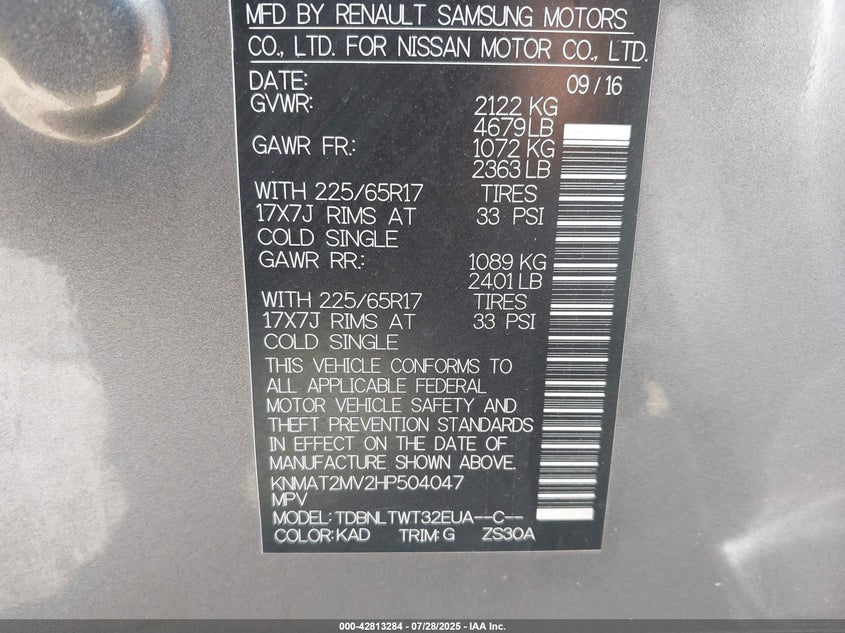 MFD BY RENAULT SAMSUNG MOTORS
CO., LTD. FOR NISSAN MOTOR CO., LTD.
DATE: 09/16
GVWR: 2122 KG
4679LB
GAWR FR.: 1072 KG
2363 LB
WITH 225/65R17 TIRES
17X7J RIMS AT 33 PSI
COLD SINGLE
GAWR RR.: 1089 KG
2401 LB
WITH 225/65R17 TIRES
17X7J RIMS AT 33 PSI
COLD SINGLE
THIS VEHICLE CONFORMS TO
ALL APPLICABLE FEDERAL
MOTOR VEHICLE SAFETY AND
THEFT PREVENTION STANDARDS
IN EFFECT ON THE DATE OF
MANUFACTURE SHOWN ABOVE.
KNMAT2MV2HP504047
MPV
MODEL: TDBNLTWT32EUA--C--
COLOR: KAD TRIM: G ZS30A
000-42813284 / 07/28/2025 - IAA Inc.